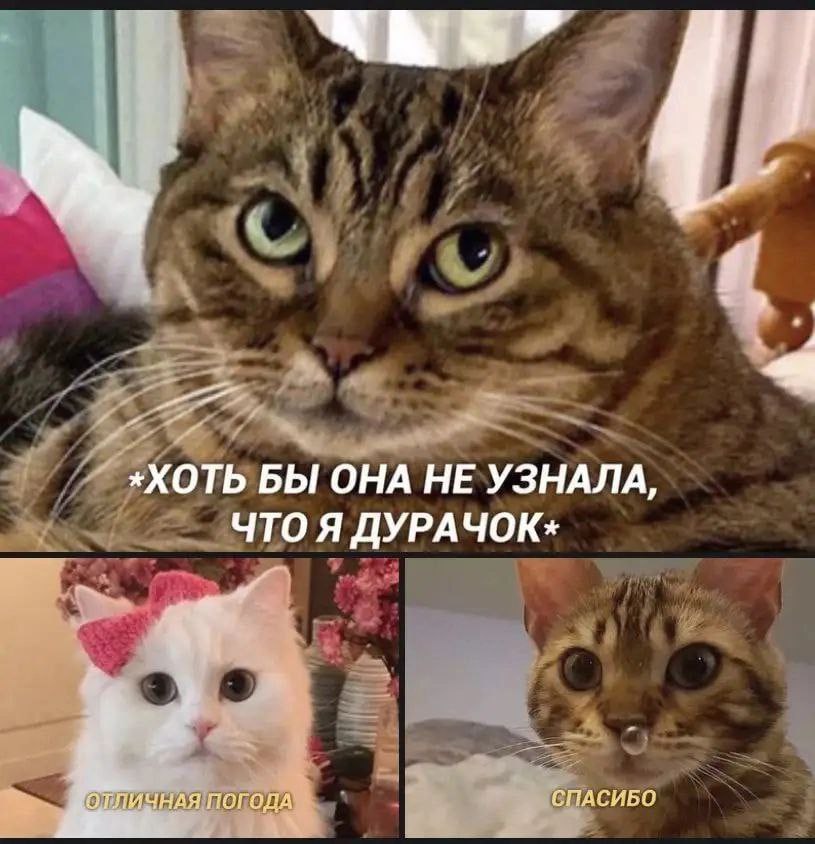 *ХОТЬ БЫ ОНА НЕ УЗНАЛА,
ЧТО Я ДУРАЧОК*
ОТЛИЧНАЯ ПОГОДА
СПАСИБО